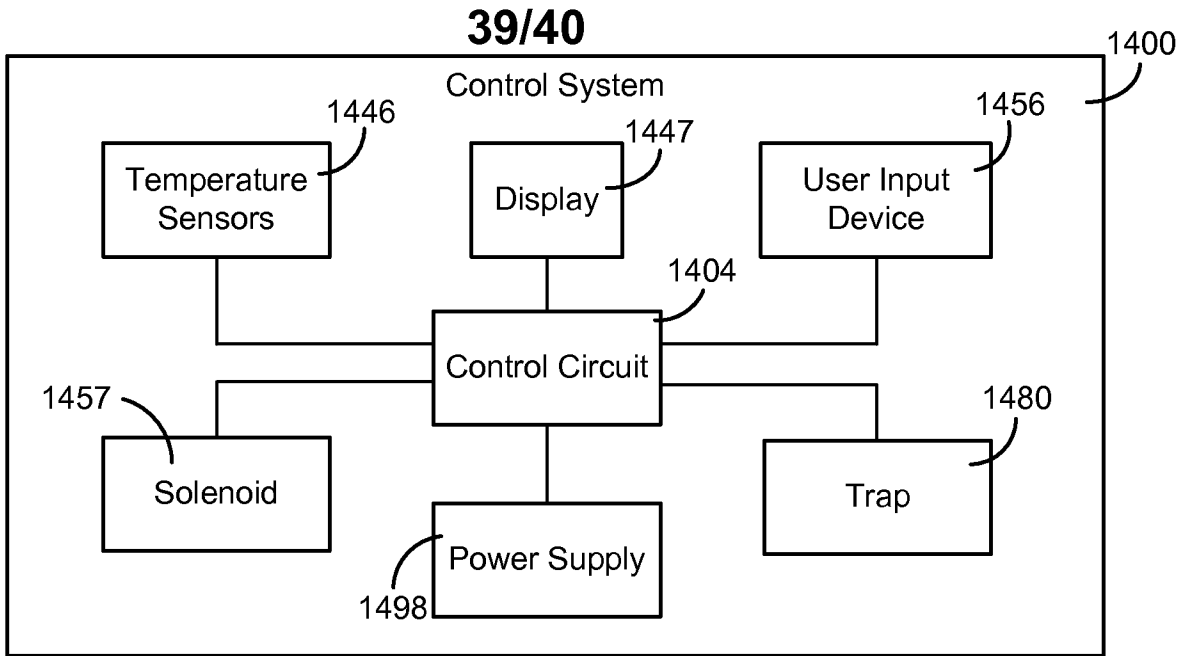 39/40
1400
Control System
1446
1447
1456
Temperature
Sensors
Display
User Input
Device
1404
Control Circuit
1457
1480
Solenoid
Trap
Power Supply
1498